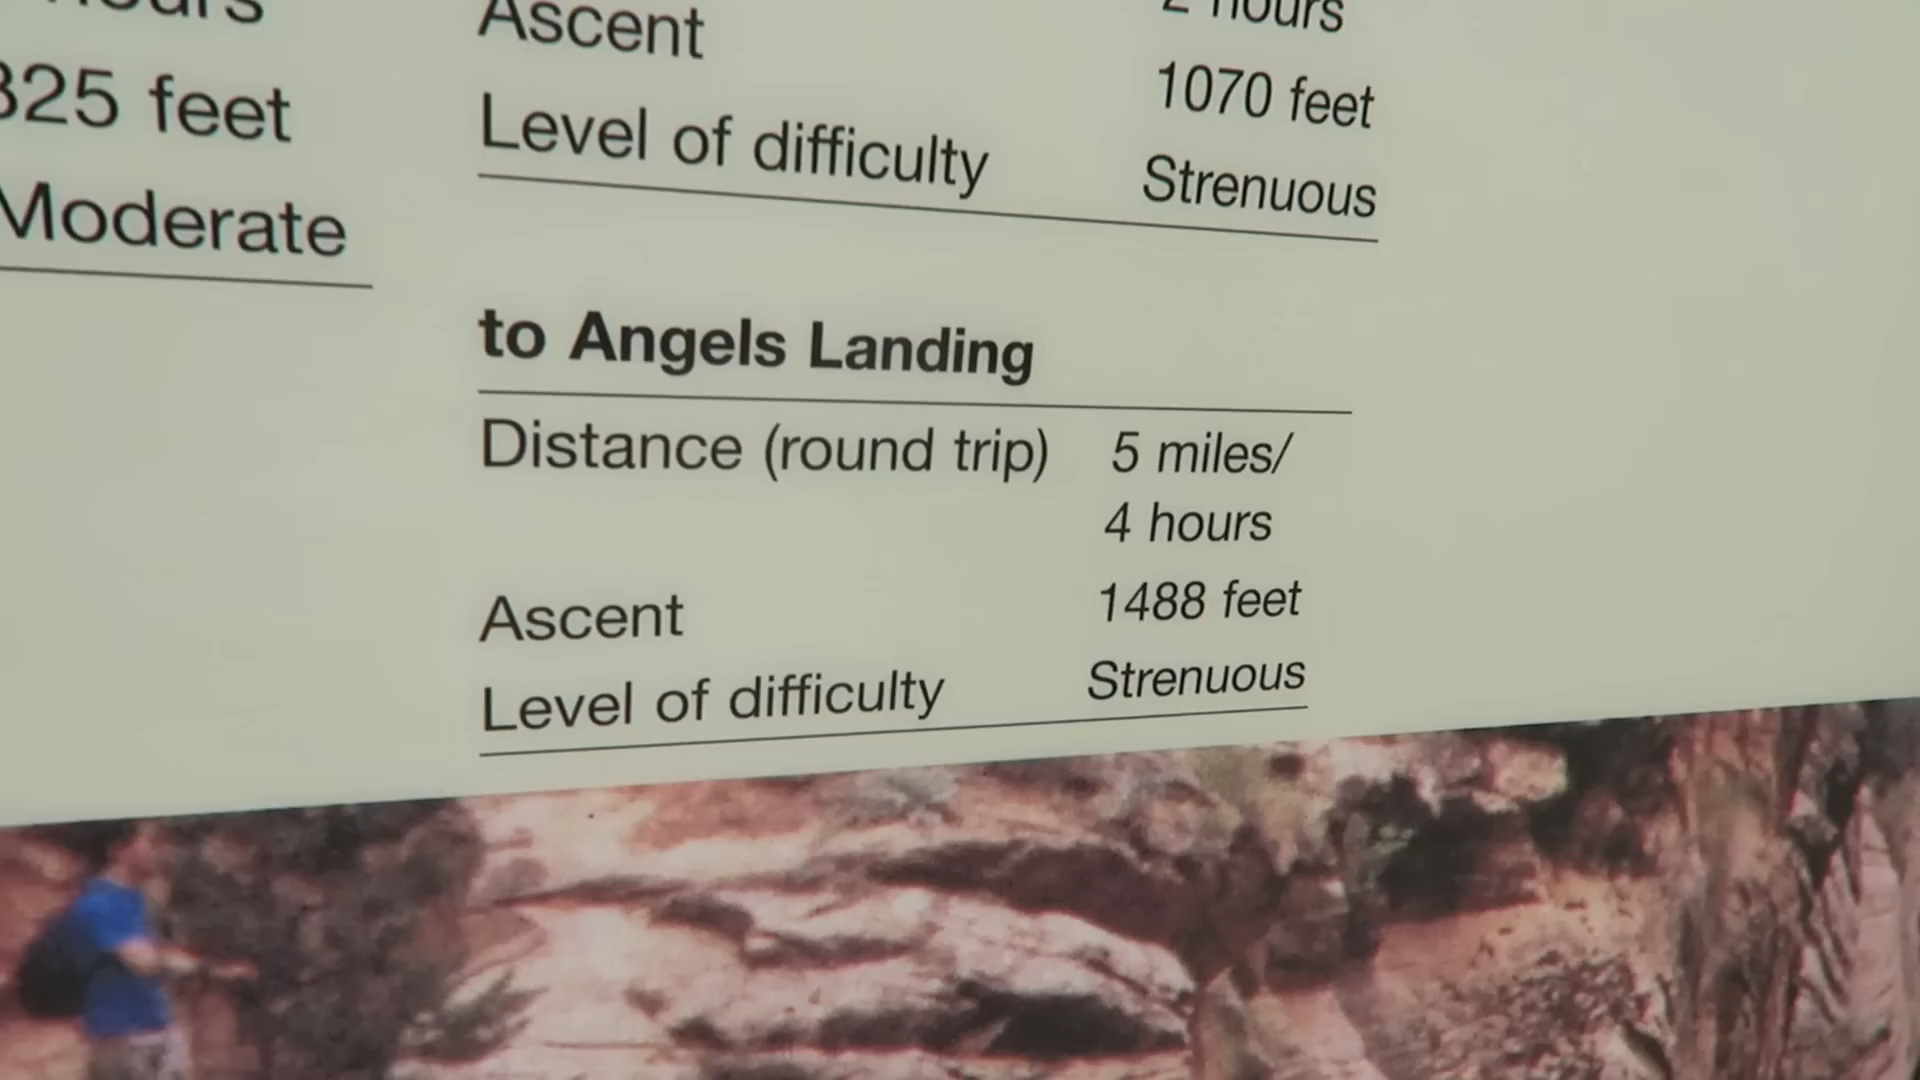 feet
Moderate
Ascent
hours
1070 feet
Level of difficulty
Strenuous
to Angels Landing
Distance (round trip) 5 miles/
4 hours
Ascent 1488 feet
Level of difficulty Strenuous